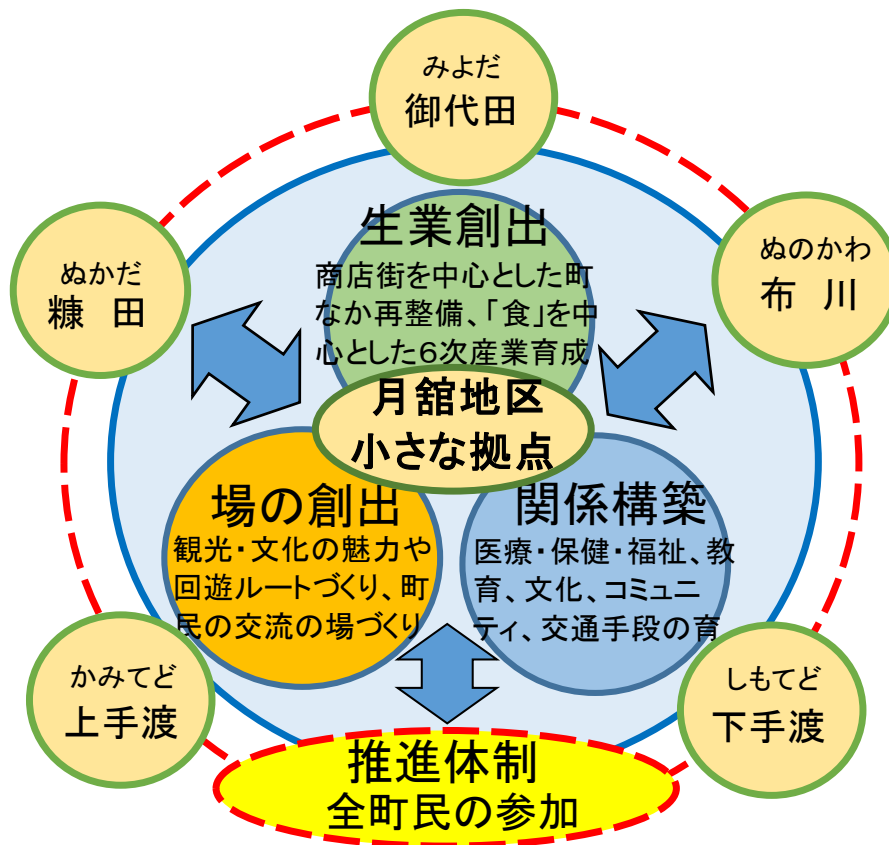 みよだ
御代田
ぬかだ
糠　田
ぬのかわ
布　川
生業創出
商店街を中心とした町
なか再整備、「食」を中
心とした6次産業育成
月舘地区
小さな拠点
場の創出
観光・文化の魅力や
回遊ルートづくり、町
民の交流の場づくり
関係構築
医療・保健・福祉、教
育、文化、コミュニ
ティ、交通手段の育
かみてど
上手渡
しもてど
下手渡
推進体制
全町民の参加